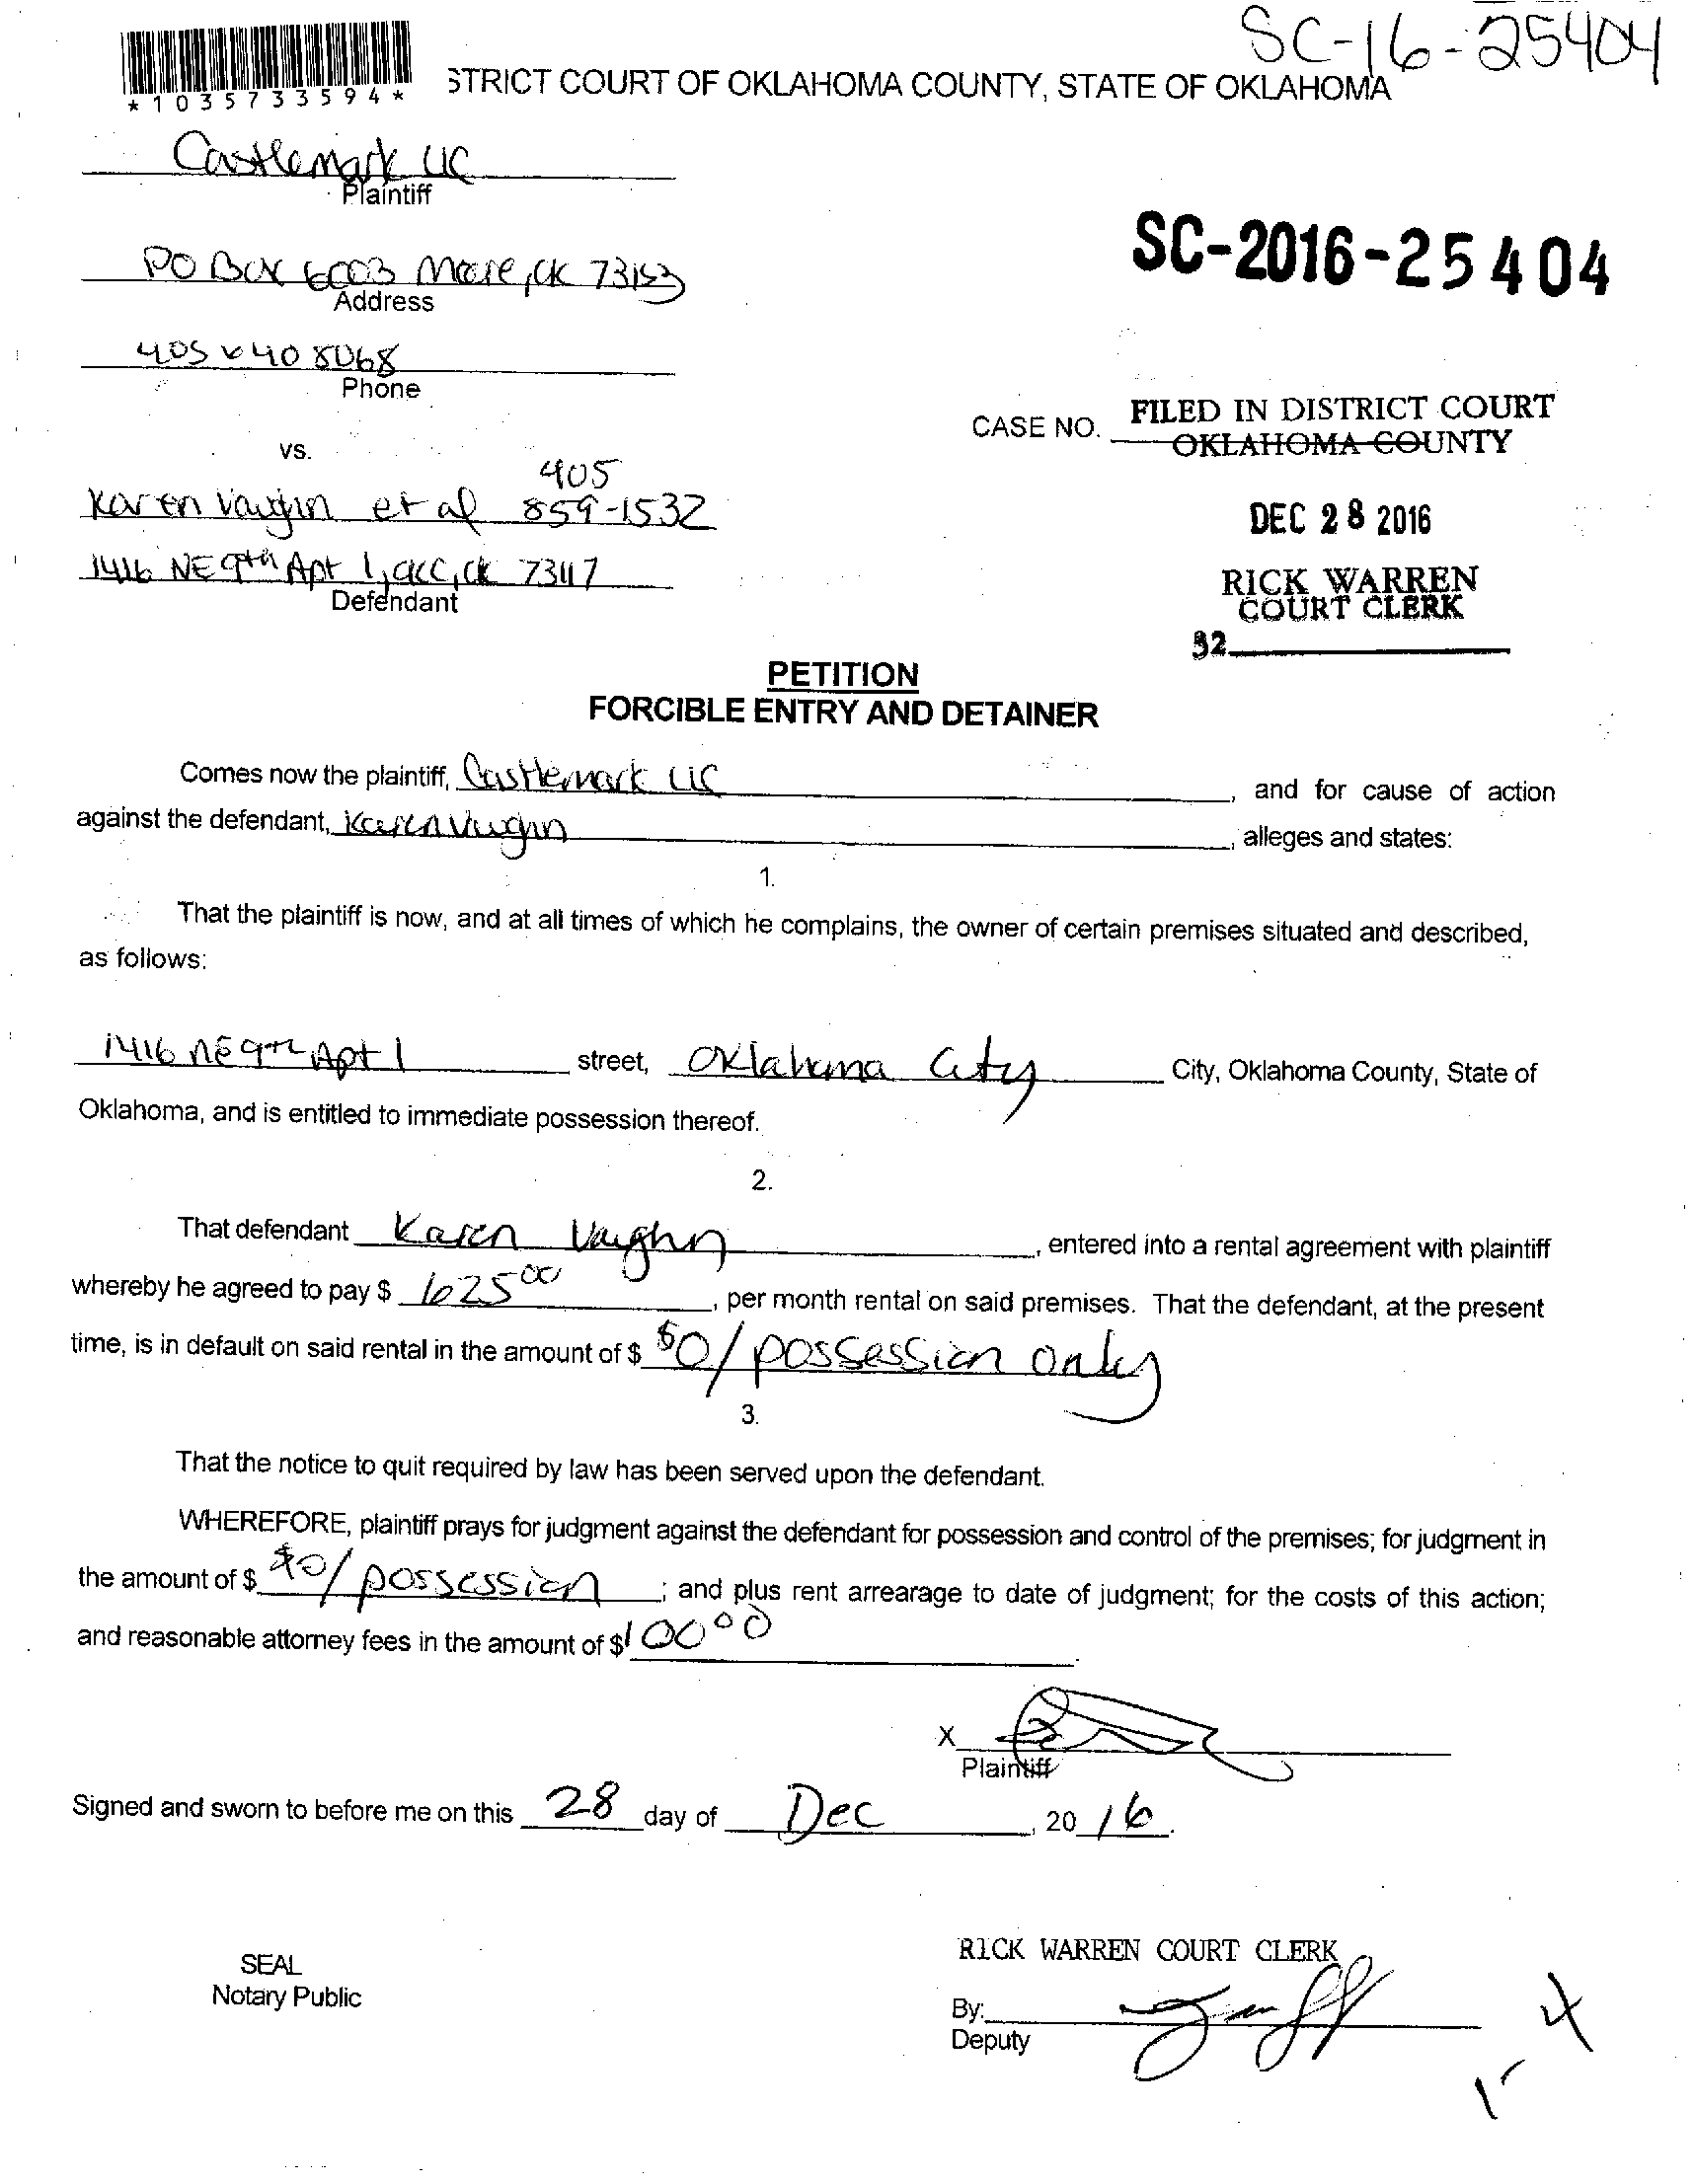 SC-16-25404
*1035733594*
STRICT COURT OF OKLAHOMA COUNTY, STATE OF OKLAHOMA
Castlemark LLC
Plaintiff
PO Box 6003 Moore, OK 73153
Address
SC-2016-25404
405 640 8068
Phone
CASE NO.
FILED IN DISTRICT COURT
OKLAHOMA COUNTY
vs.
405
Karen Vaughn et al 859-1532
DEC 28 2016
1416 NE 9th Apt 1, OKC, OK 73117
Defendant
RICK WARREN
COURT CLERK
32
PETITION
FORCIBLE ENTRY AND DETAINER
Comes now the plaintiff, Castlemark LLC, and for cause of action
against the defendant, Karen Vaughn, alleges and states:
1.
That the plaintiff is now, and at all times of which he complains, the owner of certain premises situated and described,
as follows:
1416 NE 9th Apt 1 street, Oklahoma City City, Oklahoma County, State of
Oklahoma, and is entitled to immediate possession thereof.
2.
That defendant Karen Vaughn, entered into a rental agreement with plaintiff
whereby he agreed to pay $ 625 00, per month rental on said premises. That the defendant, at the present
time, is in default on said rental in the amount of $ $0/possession only
3.
That the notice to quit required by law has been served upon the defendant.
WHEREFORE, plaintiff prays for judgment against the defendant for possession and control of the premises; for judgment in
the amount of $ $0/possession; and plus rent arrearage to date of judgment; for the costs of this action;
and reasonable attorney fees in the amount of $100 00.
X
Plaintiff
Signed and sworn to before me on this 28 day of Dec, 20 16.
SEAL
Notary Public
RICK WARREN COURT CLERK
By:
Deputy